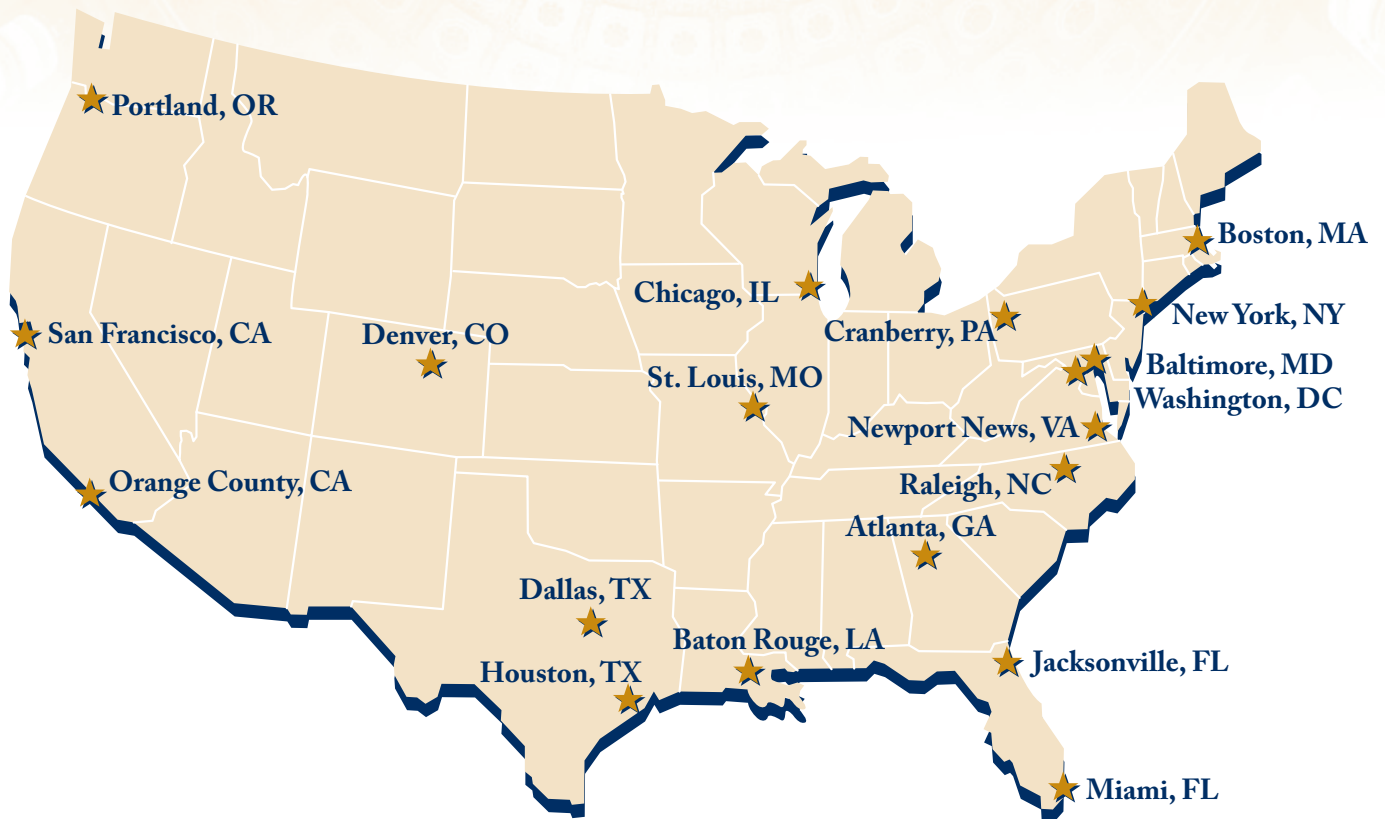 Portland, OR
Boston, MA
Chicago, IL
New York, NY
Cranberry, PA
San Francisco, CA
Denver, CO
Baltimore, MD
St. Louis, MO
Washington, DC
Newport News, VA
Orange County, CA
Raleigh, NC
Atlanta, GA
Dallas, TX
Baton Rouge, LA
Jacksonville, FL
Houston, TX
Miami, FL